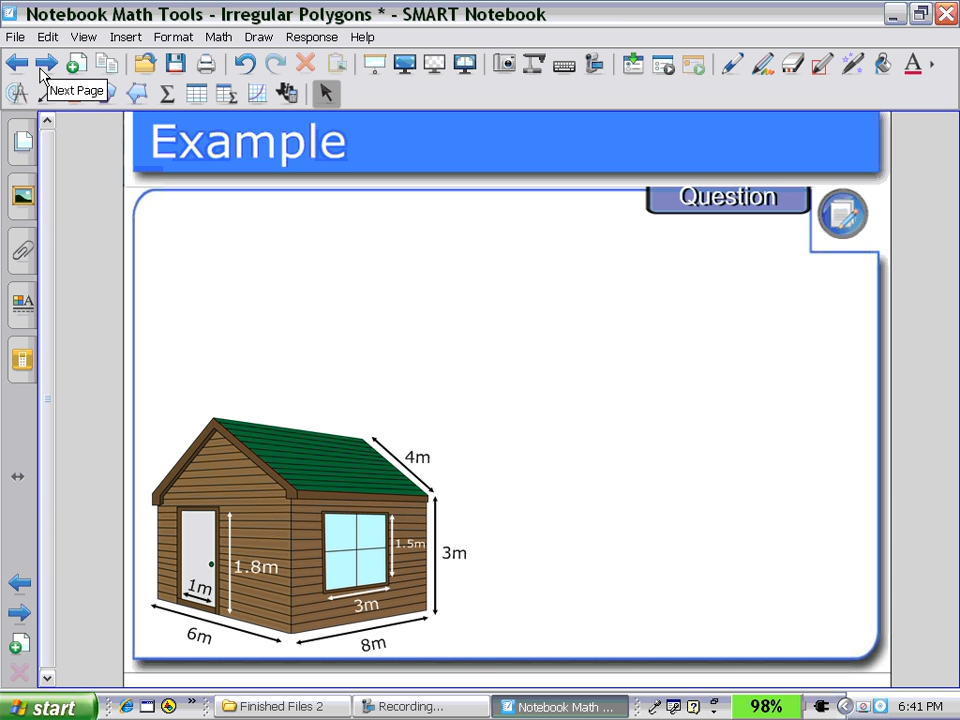 Notebook Math Tools - Irregular Polygons * - SMART Notebook
File Edit View Insert Format Math Draw Response Help
Next Page
Example
Question
4m
1.5m
3m
1.8m
1m
3m
6m
8m
start
Finished Files 2
Recording...
Notebook Math ...
98%
6:41 PM